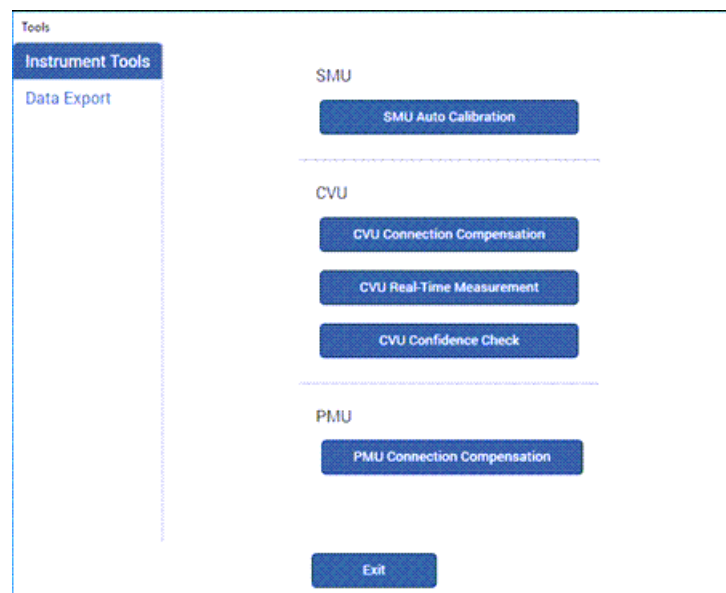 Tools
Instrument Tools
Data Export
SMU
SMU Auto Calibration
CVU
CVU Connection Compensation
CVU Real-Time Measurement
CVU Confidence Check
PMU
PMU Connection Compensation
Exit